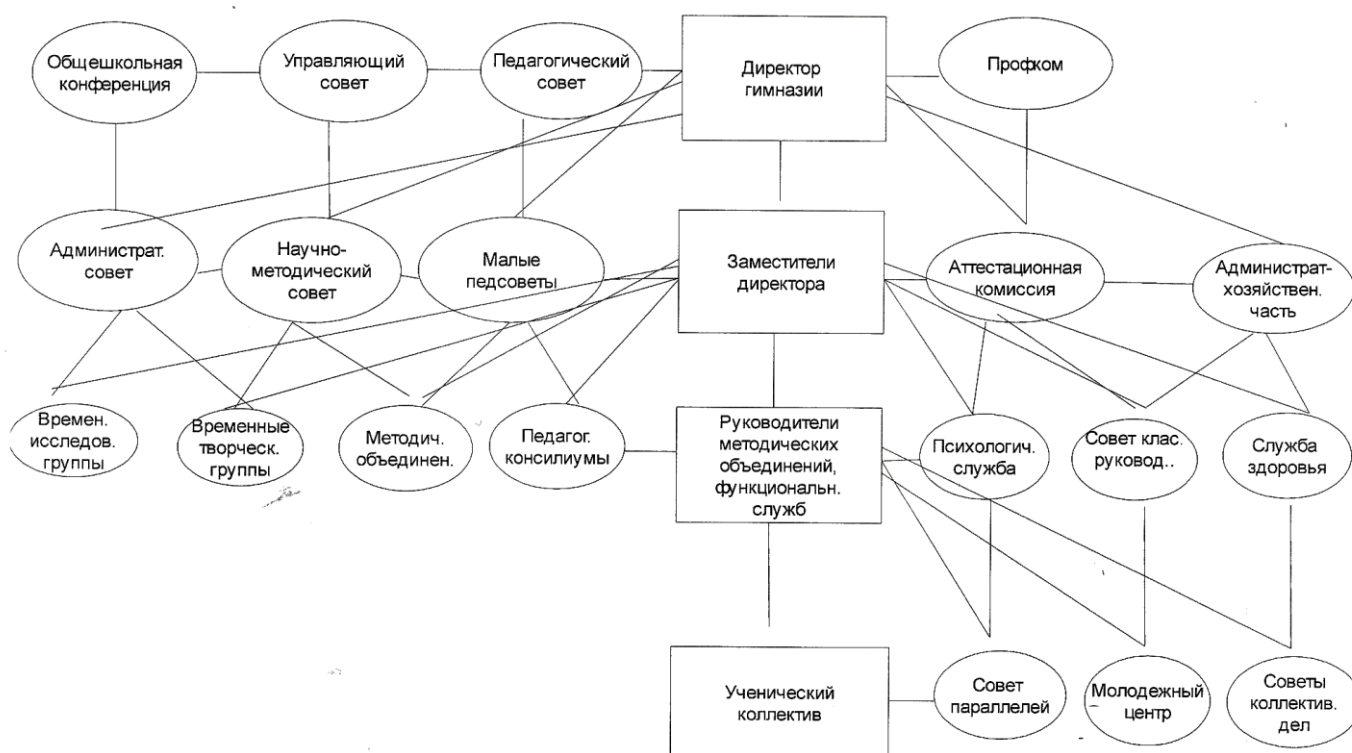 Общешкольная
конференция
Управляющий
совет
Педагогический
совет
Директор
гимназии
Профком
Администрат.
совет
Научно-
методический
совет
Малые
педсоветы
Заместители
директора
Аттестационная
комиссия
Администрат-
хозяйствен.
часть
Времен.
исследов.
группы
Временные
творческ.
группы
Методич.
объединен.
Педагог.
консилиумы
Руководители
методических
объединений,
функциональн.
служб
Психологич.
служба
Совет клас.
руковод..
Служба
здоровья
Ученический
коллектив
Совет
параллелей
Молодежный
центр
Советы
коллектив.
дел